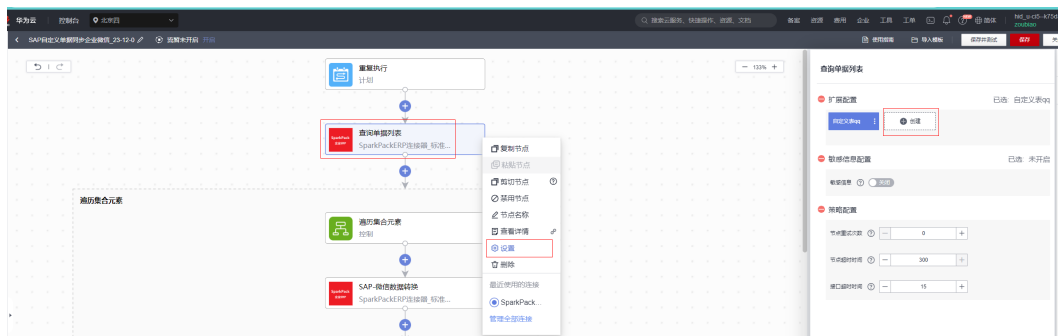 华为云 控制台 北京四 搜索云服务、快捷操作、资源、文档 备案 资源 费用 企业 工具 工单 简体
zoubiao
SAP自定义单据同步企业微信_23-12-0 流暂未开启 开启 使用指南 导入模板 保存并测试 保存
重复执行
计划
133%
查询单据列表
SparkPackERP连接器_标准...
遍历集合元素
遍历集合元素
控制
SAP-微信数据转换
SparkPackERP连接器_标准...
复制节点
粘贴节点
剪切节点
禁用节点
节点名称
查看详情
设置
删除
最近使用的连接
SparkPack...
管理全部连接
查询单据列表
扩展配置 已选: 自定义表qq
自定义表qq 创建
敏感信息配置 已选: 未开启
敏感信息 关闭
策略配置
节点重试次数 0
节点超时时间 300
接口超时时间 15